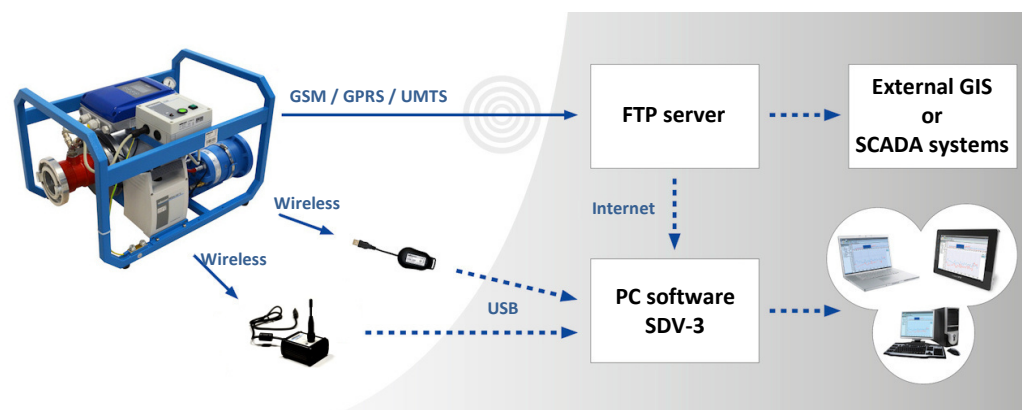 GSM / GPRS / UMTS
FTP server
External GIS
or
SCADA systems
Wireless
Internet
Wireless
USB
PC software
SDV-3